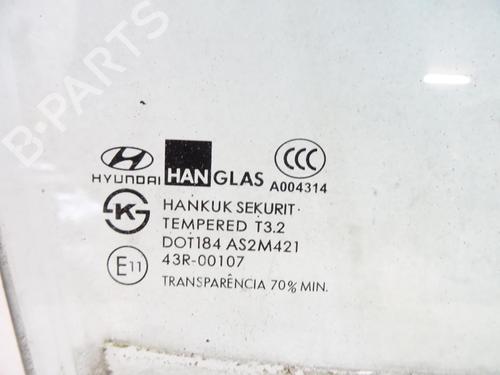 B-PARTS
CCC
HYUNDAI HANGLAS A004314
K HANKUK SEKURIT
TEMPERED T3.2
DOT184 AS2M421
E11 43R-00107
TRANSPARÊNCIA 70% MIN.